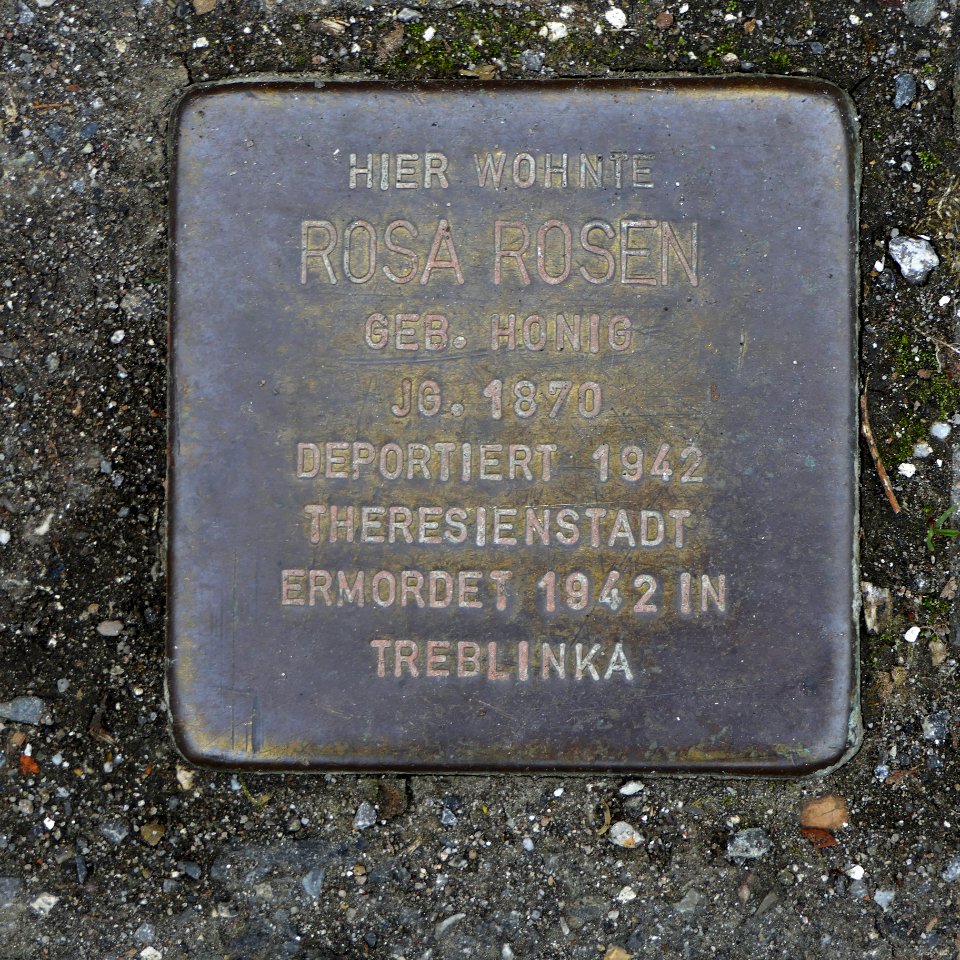 HIER WOHNTE
ROSA ROSEN
GEB. HONIG
JG. 1870
DEPORTIERT 1942
THERESIENSTADT
ERMORDET 1942 IN
TREBLINKA